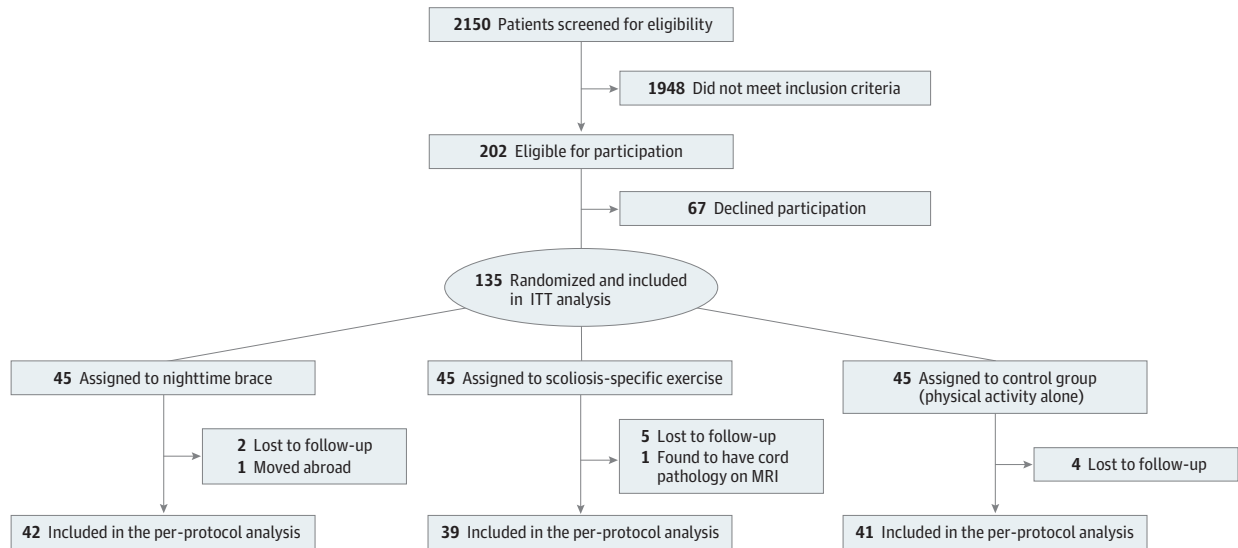 2150 Patients screened for eligibility
1948 Did not meet inclusion criteria
202 Eligible for participation
67 Declined participation
135 Randomized and included
in ITT analysis
45 Assigned to nighttime brace
45 Assigned to scoliosis-specific exercise
45 Assigned to control group
(physical activity alone)
2 Lost to follow-up
1 Moved abroad
5 Lost to follow-up
1 Found to have cord
pathology on MRI
4 Lost to follow-up
42 Included in the per-protocol analysis
39 Included in the per-protocol analysis
41 Included in the per-protocol analysis